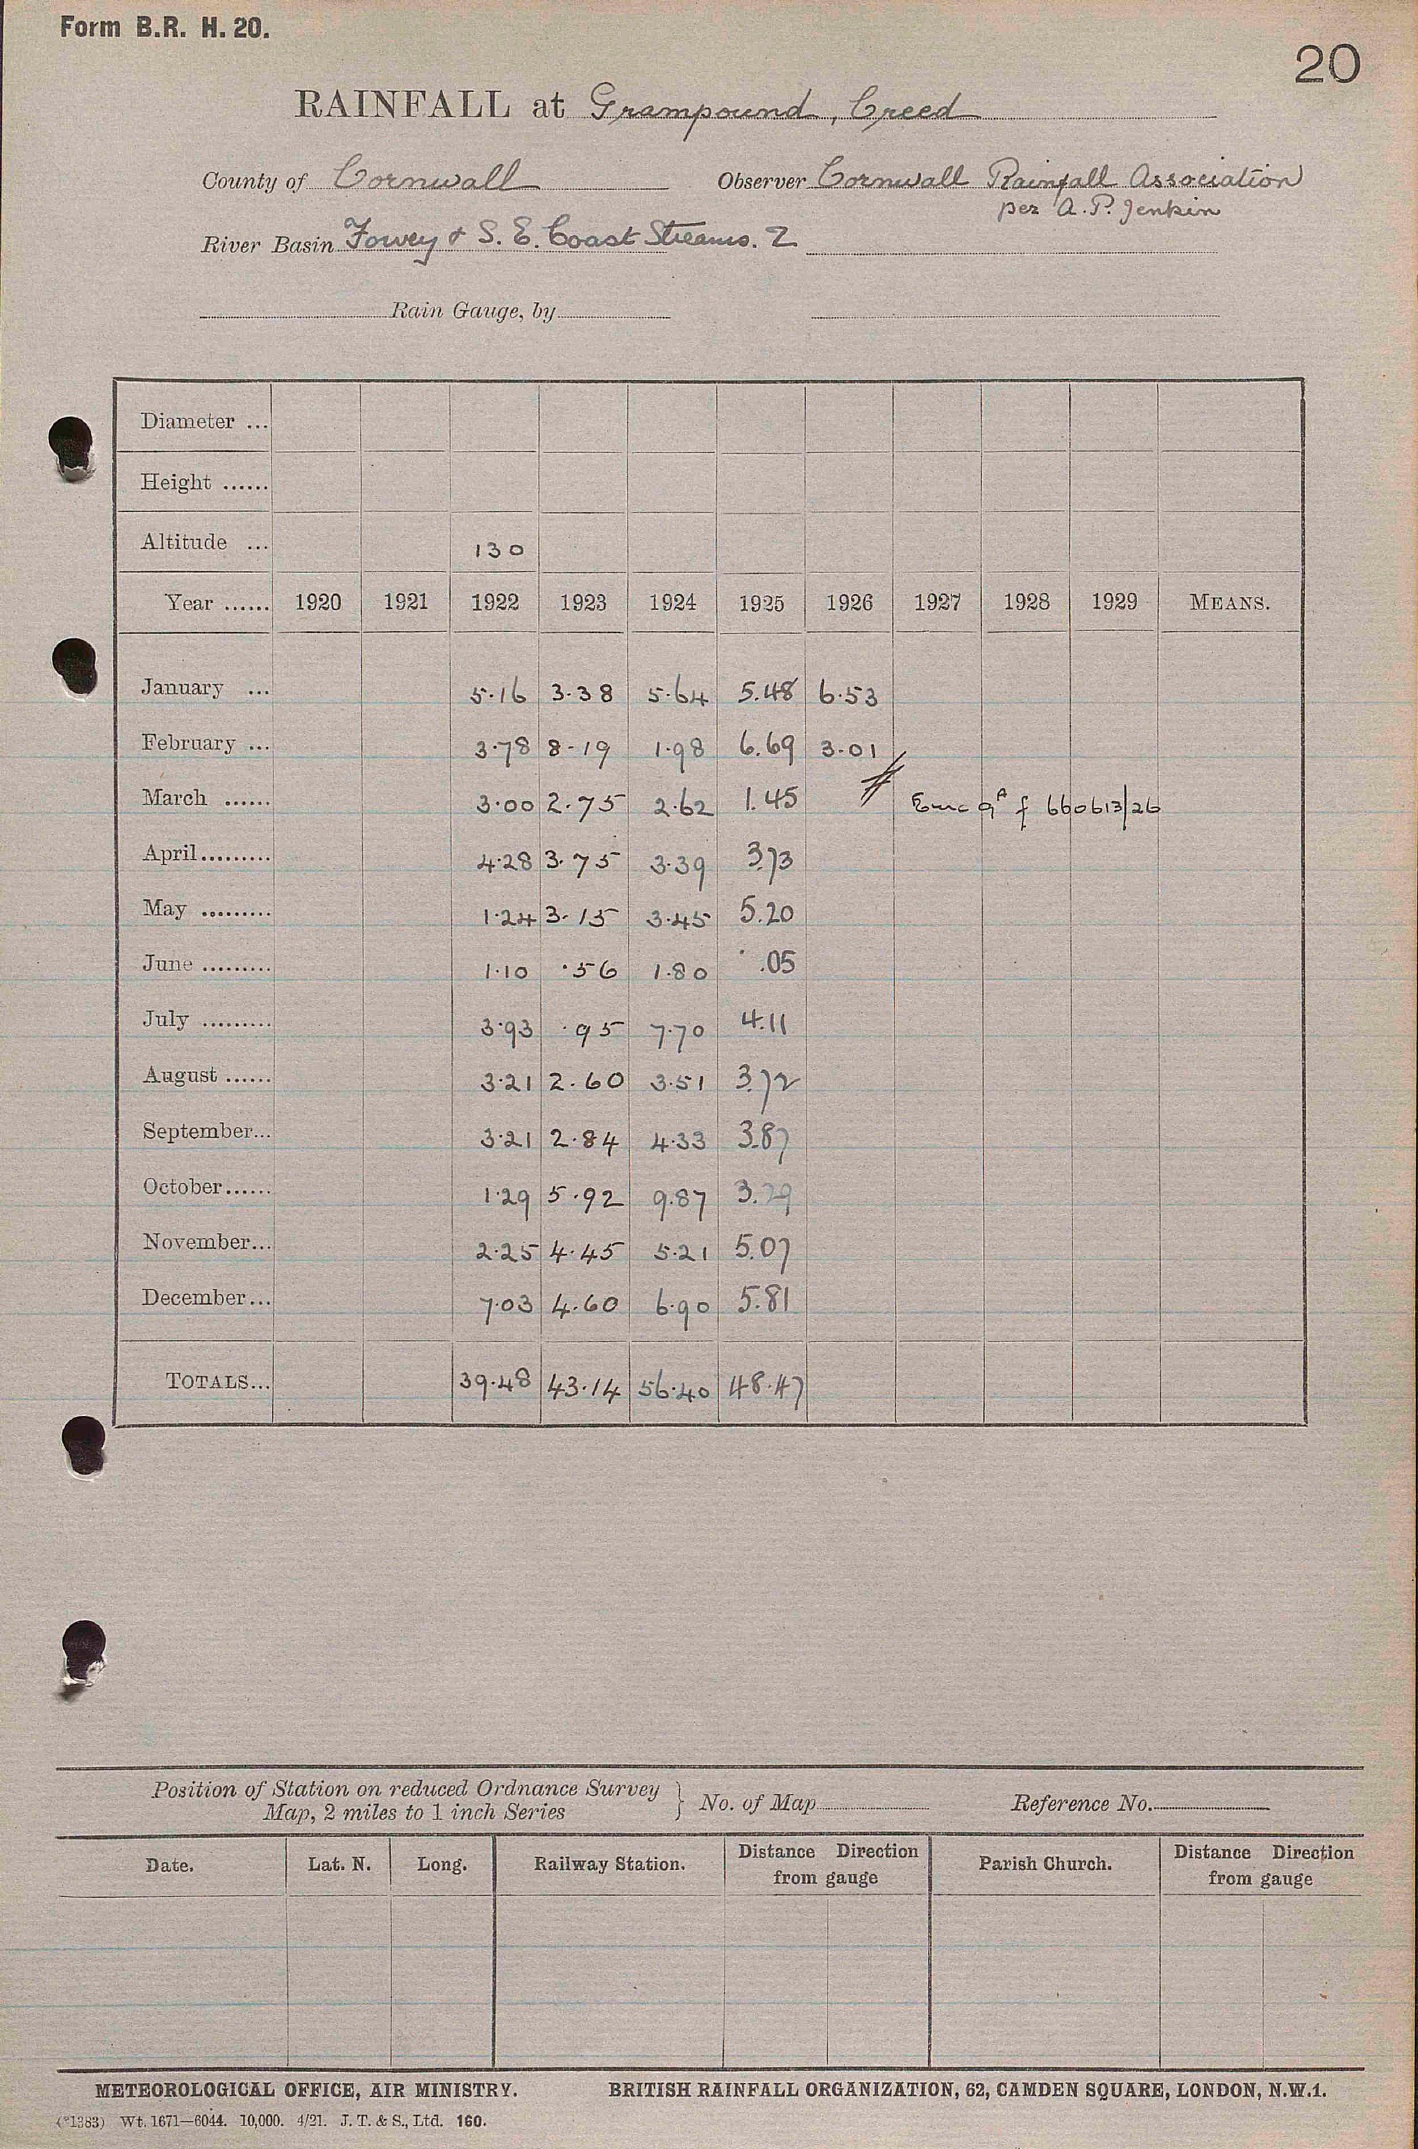 Form B.R. H. 20.
20
RAINFALL at Grampound, Creed
County of Cornwall Observer Cornwall Rainfall Association
per A. P. Jenkin
River Basin Fowey & S. E. Coast Streams. 2
Rain Gauge, by
Diameter ...
Height ......
Altitude ... 130
Year ...... 1920 1921 1922 1923 1924 1925 1926 1927 1928 1929 MEANS.
January ... 5.16 3.38 5.64 5.48 6.53
February ... 3.78 8.19 1.98 6.69 3.01
March ...... 3.00 2.75 2.62 1.45 f 660613/26
April......... 4.28 3.75 3.39 3.73
May ......... 1.24 3.15 3.45 5.20
June ......... 1.10 .56 1.80 .05
July ......... 3.93 .95 7.70 4.11
August ...... 3.21 2.60 3.51 3.72
September... 3.21 2.84 4.33 3.87
October...... 1.29 5.92 9.87 3.29
November... 2.25 4.45 5.21 5.07
December... 7.03 4.60 6.90 5.81
TOTALS... 39.48 43.14 56.40 48.47
Position of Station on reduced Ordnance Survey
Map, 2 miles to 1 inch Series } No. of Map Reference No.
Date. Lat. N. Long. Railway Station. Distance Direction from gauge Parish Church. Distance Direction from gauge
METEOROLOGICAL OFFICE, AIR MINISTRY. BRITISH RAINFALL ORGANIZATION, 62, CAMDEN SQUARE, LONDON, N.W.1.
(*1383) Wt. 1671—6044. 10,000. 4/21. J. T. & S., Ltd. 160.